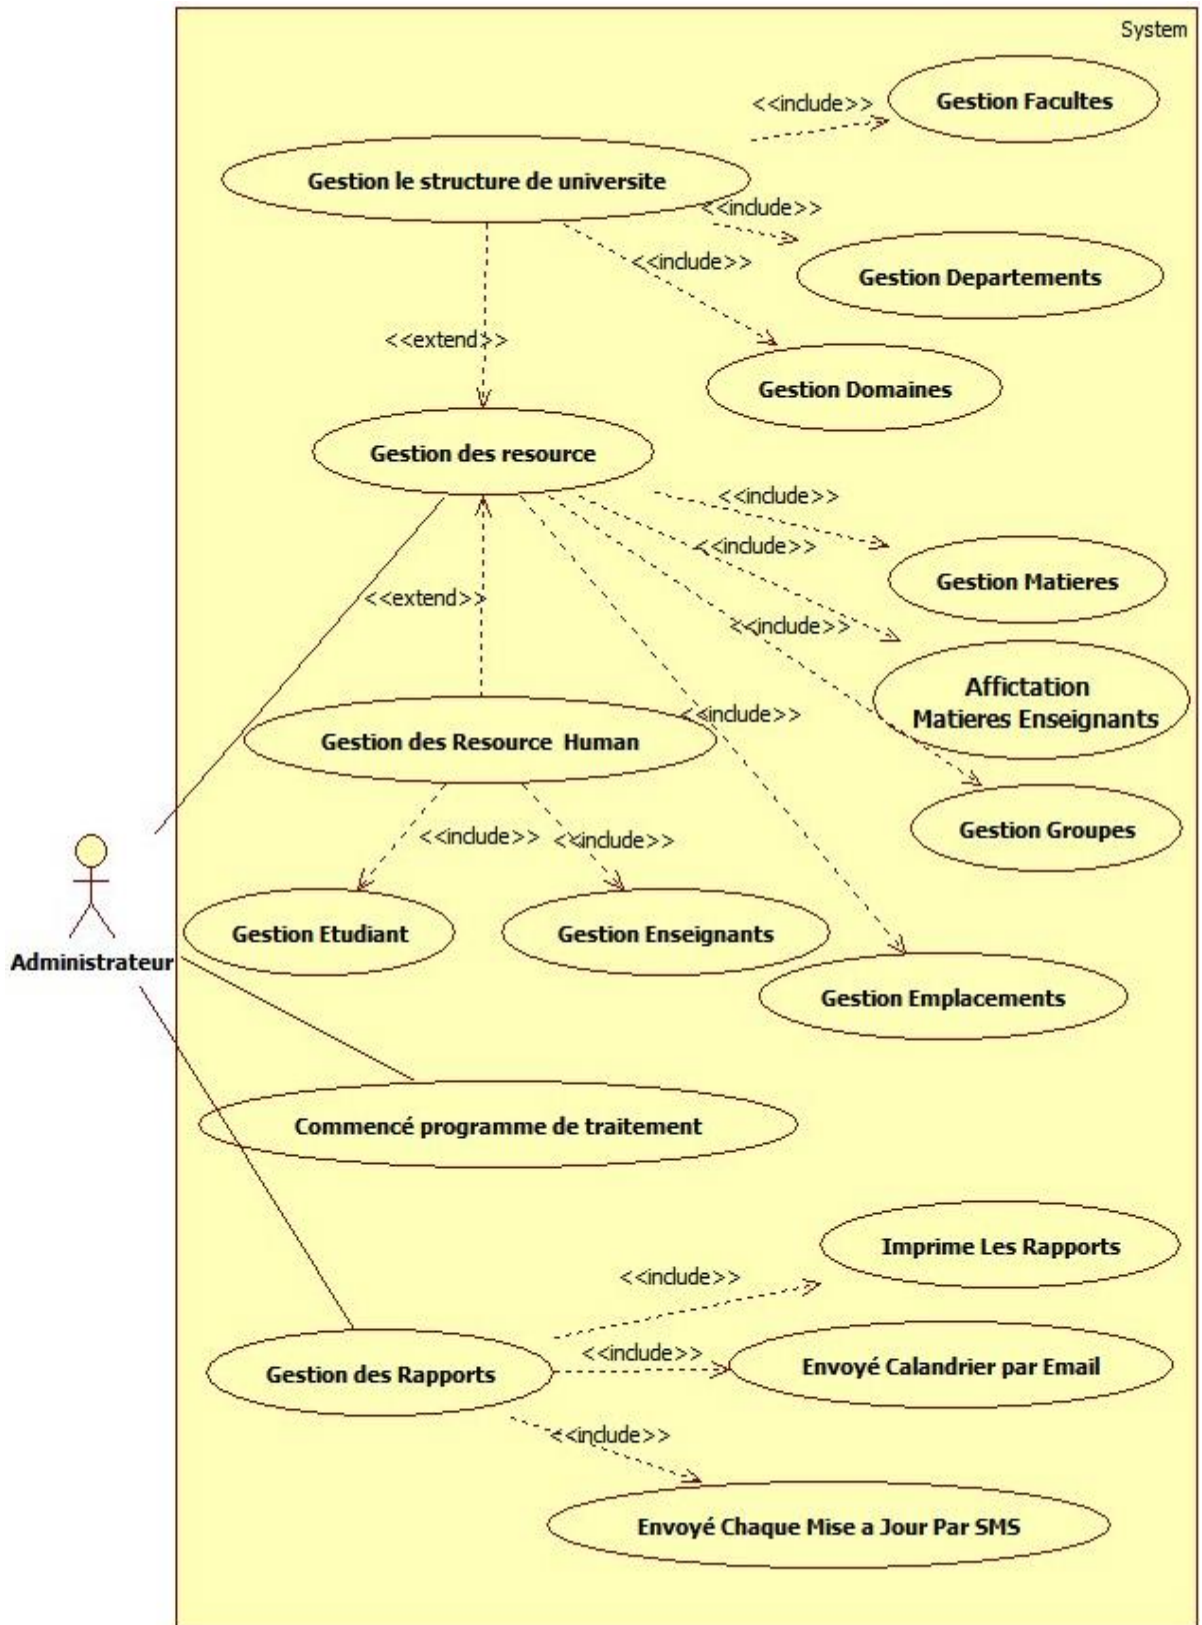 System
<<include>>
Gestion Facultes
Gestion le structure de universite
<<include>>
<<include>>
Gestion Departements
<<extend>>
Gestion Domaines
Gestion des resource
<<include>>
<<include>>
Gestion Matieres
<<extend>>
<<include>>
Affictation
Matieres Enseignants
<<include>>
Gestion des Resource Human
<<include>>
<<include>>
Gestion Groupes
Gestion Etudiant
Gestion Enseignants
Administrateur
Gestion Emplacements
Commencé programme de traitement
Imprime Les Rapports
<<include>>
<<include>>
Gestion des Rapports
Envoyé Calandrier par Email
<<include>>
Envoyé Chaque Mise a Jour Par SMS